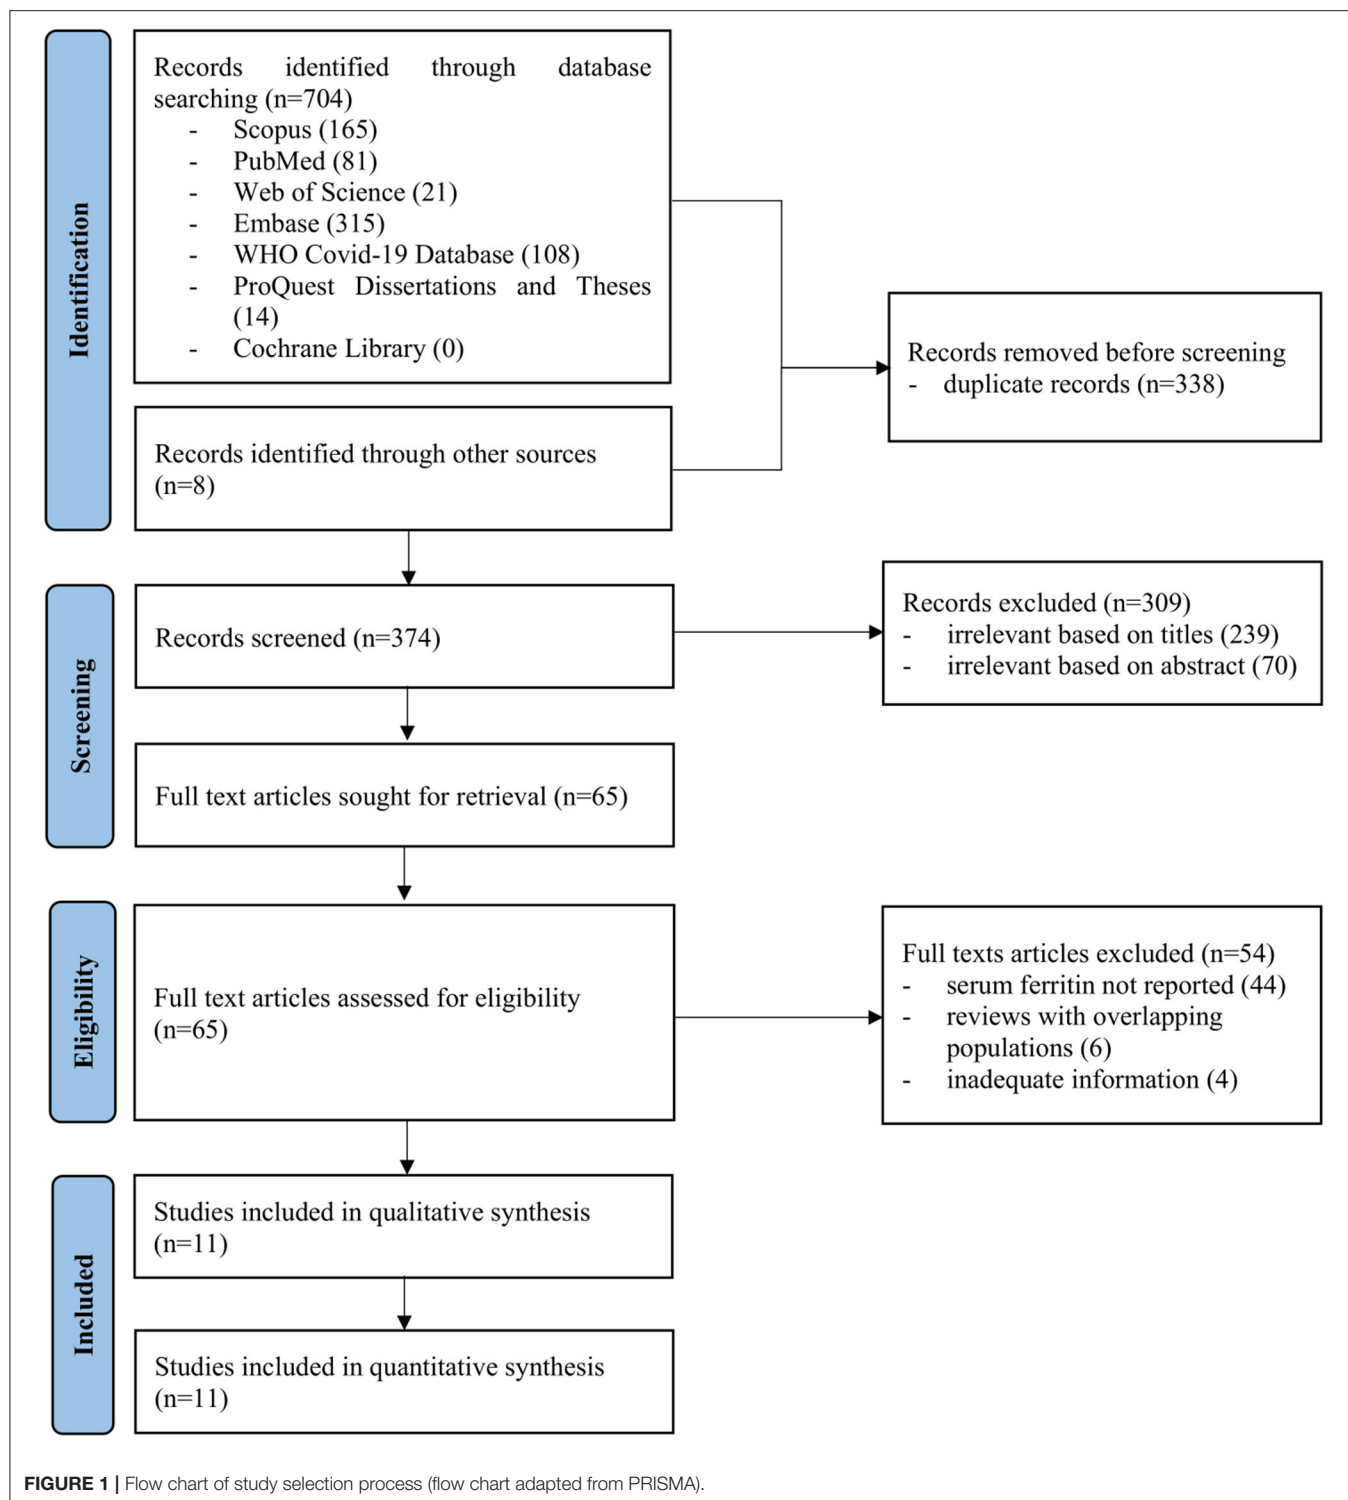 Identification
Records identified through database
searching (n=704)
- Scopus (165)
- PubMed (81)
- Web of Science (21)
- Embase (315)
- WHO Covid-19 Database (108)
- ProQuest Dissertations and Theses
(14)
- Cochrane Library (0)
Records identified through other sources
(n=8)
Records removed before screening
- duplicate records (n=338)
Screening
Records screened (n=374)
Records excluded (n=309)
- irrelevant based on titles (239)
- irrelevant based on abstract (70)
Full text articles sought for retrieval (n=65)
Eligibility
Full text articles assessed for eligibility
(n=65)
Full texts articles excluded (n=54)
- serum ferritin not reported (44)
- reviews with overlapping
populations (6)
- inadequate information (4)
Included
Studies included in qualitative synthesis
(n=11)
Studies included in quantitative synthesis
(n=11)
FIGURE 1 | Flow chart of study selection process (flow chart adapted from PRISMA).